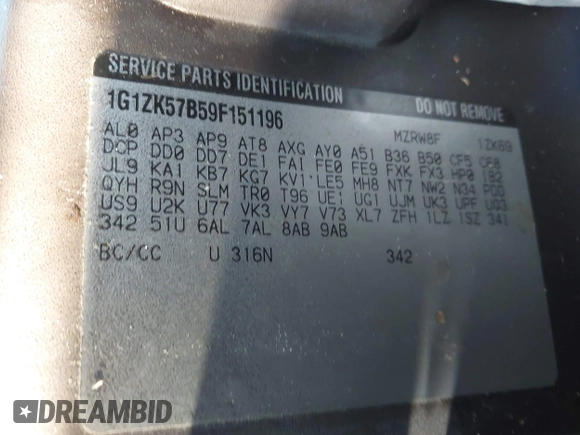 SERVICE PARTS IDENTIFICATION DO NOT REMOVE
1G1ZK57B59F151196 MZRW8F 1ZK69
AL0 AP3 AP9 AT8 AXG AY0 A51 B36 B50 CF5 CF8
DCP DD0 DD7 DE1 FA1 FE0 FE9 FXK FX3 HP0 I82
JL9 KA1 KB7 KG7 KV1 LE5 MH8 NT7 NW2 N34 PDD
QYH R9N SLM TR0 T96 UE1 UG1 UJM UK3 UPF UQ3
US9 U2K U77 VK3 VY7 V73 XL7 ZFH 1LZ 1SZ 341
342 51U 6AL 7AL 8AB 9AB
BC/CC U 316N 342
DREAMBID